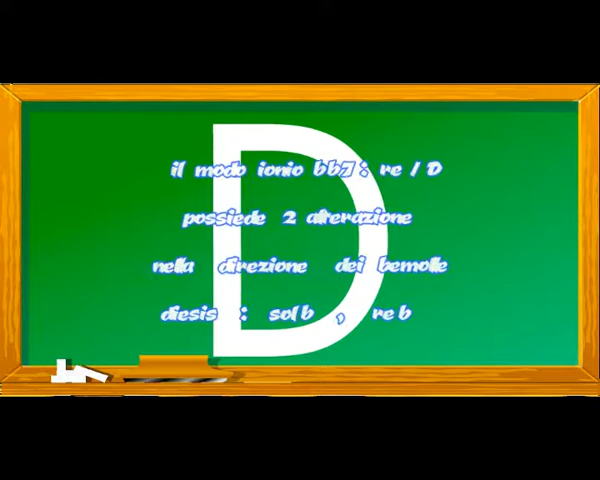 D
il modo ionio bb7 : re / D
possiede 2 alterazione
nella direzione dei bemolle
diesis : sol b , re b